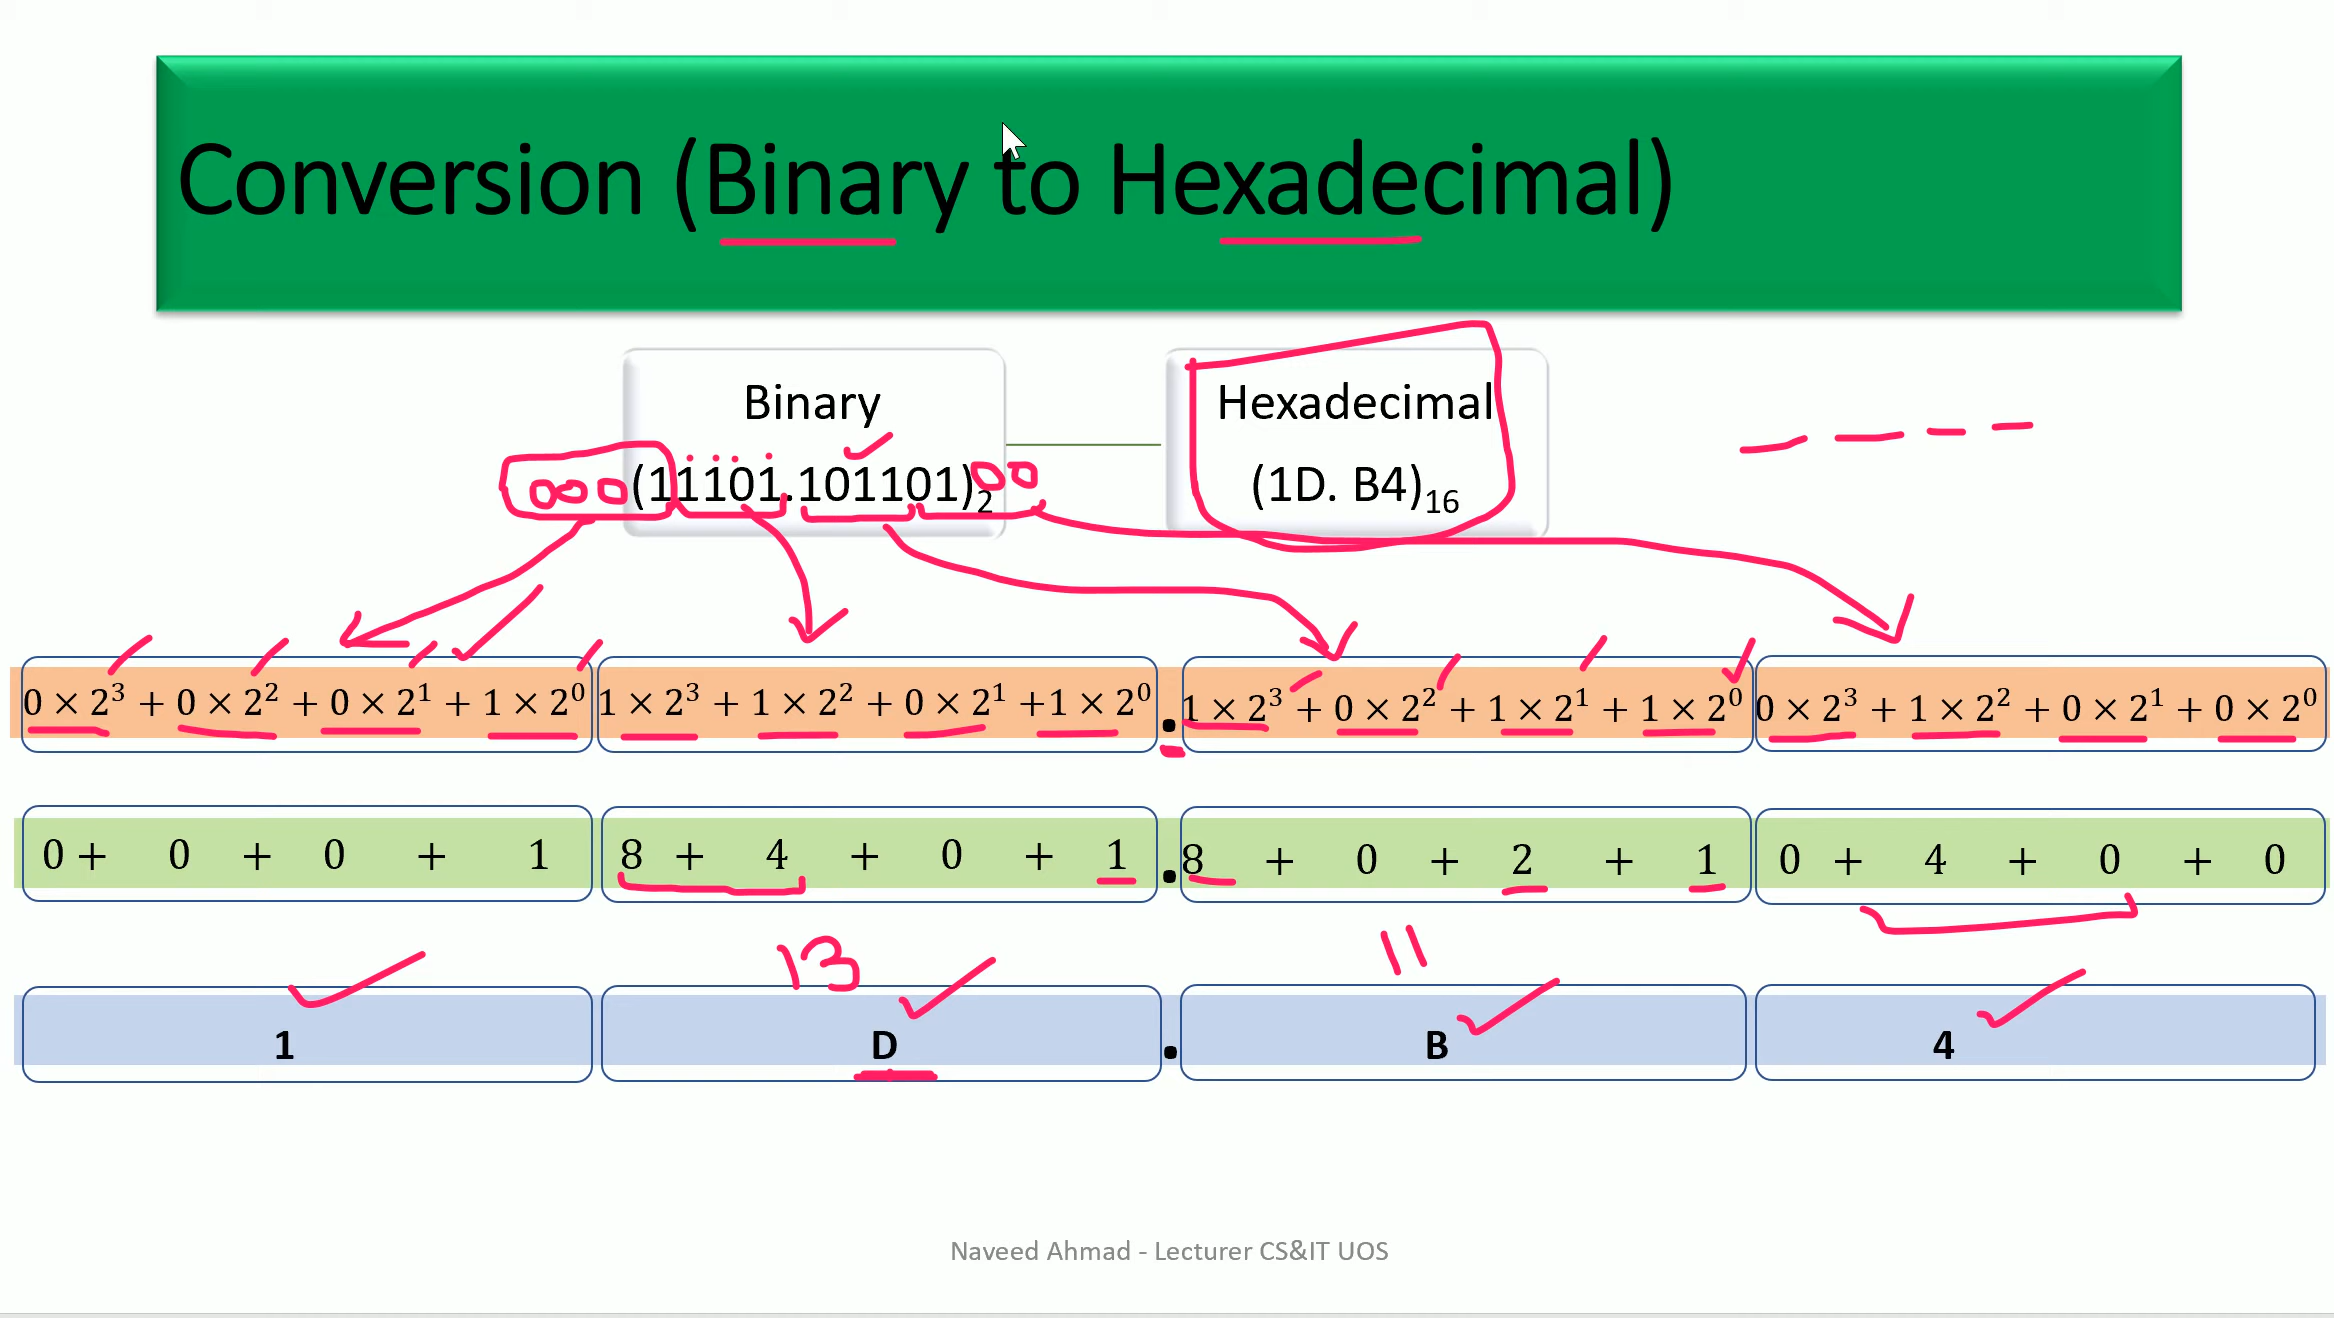 Conversion (Binary to Hexadecimal)
Binary
000(11101.101101)₂00
Hexadecimal
(1D. B4)₁₆
0 × 2³ + 0 × 2² + 0 × 2¹ + 1 × 2⁰ 1 × 2³ + 1 × 2² + 0 × 2¹ +1 × 2⁰ . 1 × 2³ + 0 × 2² + 1 × 2¹ + 1 × 2⁰ 0 × 2³ + 1 × 2² + 0 × 2¹ + 0 × 2⁰
0 + 0 + 0 + 1 8 + 4 + 0 + 1 . 8 + 0 + 2 + 1 0 + 4 + 0 + 0
13 11
1 D . B 4
Naveed Ahmad - Lecturer CS&IT UOS